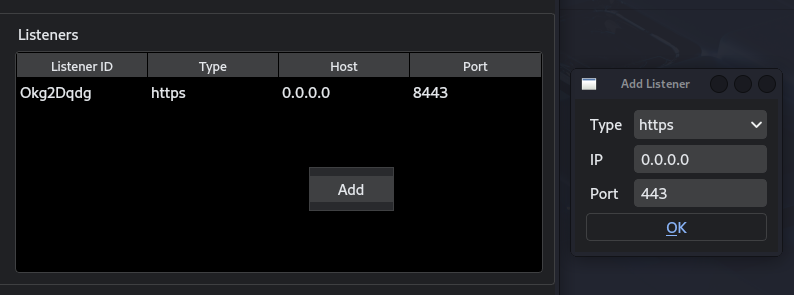 Listeners
Listener ID Type Host Port
Okg2Dqdg https 0.0.0.0 8443
Add
Add Listener
Type https
IP 0.0.0.0
Port 443
OK